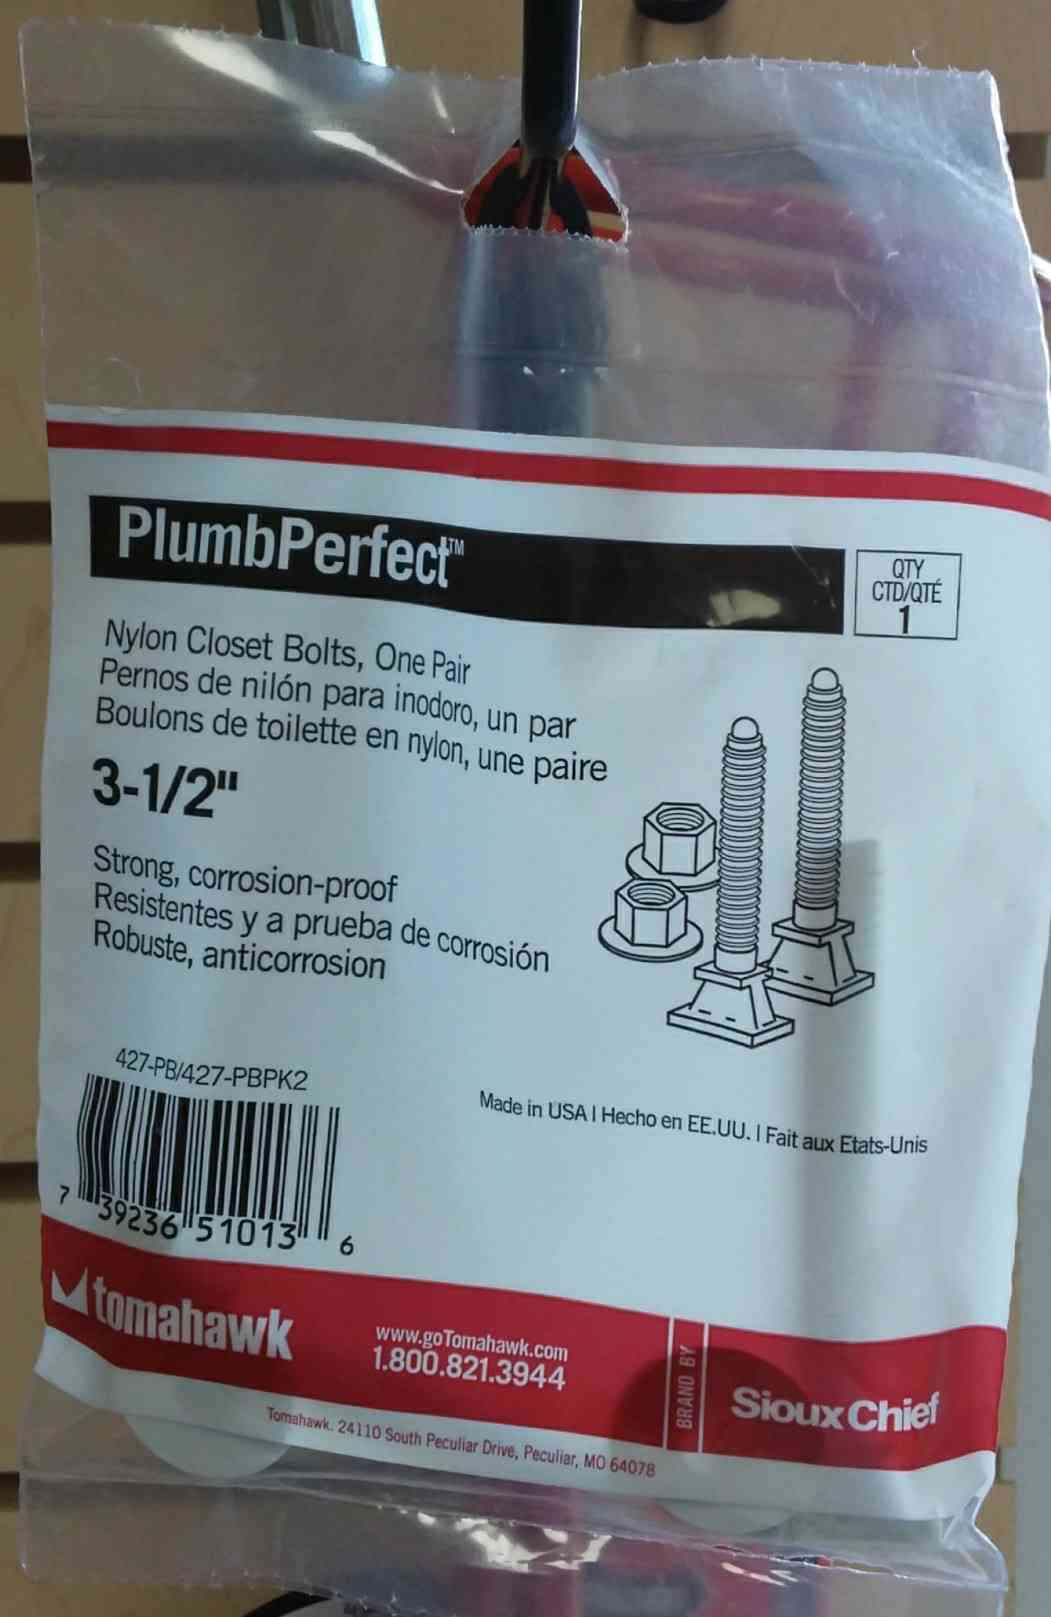 PlumbPerfect™
QTY
CTD/QTÉ
1
Nylon Closet Bolts, One Pair
Pernos de nilón para inodoro, un par
Boulons de toilette en nylon, une paire
3-1/2"
Strong, corrosion-proof
Resistentes y a prueba de corrosión
Robuste, anticorrosion
427-PB/427-PBPK2
Made in USA | Hecho en EE.UU. | Fait aux Etats-Unis
7 39236 51013 6
tomahawk
www.goTomahawk.com
1.800.821.3944
BRAND BY
SiouxChief
Tomahawk. 24110 South Peculiar Drive, Peculiar, MO 64078